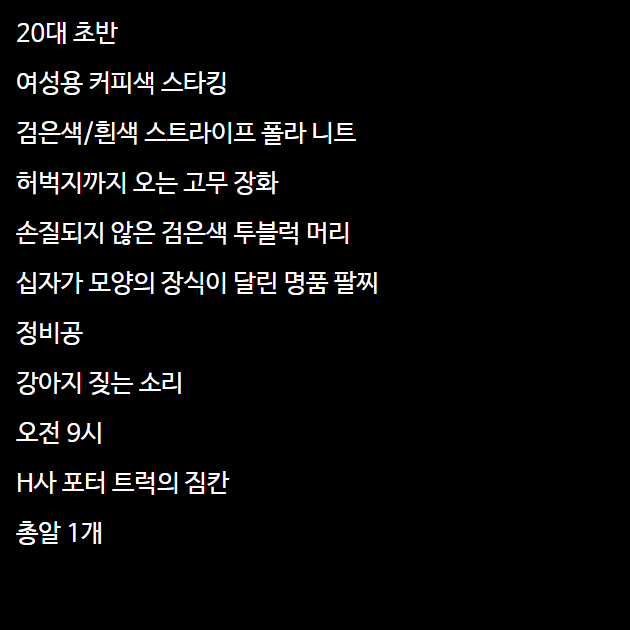 20대 초반
여성용 커피색 스타킹
검은색/흰색 스트라이프 폴라 니트
허벅지까지 오는 고무 장화
손질되지 않은 검은색 투블럭 머리
십자가 모양의 장식이 달린 명품 팔찌
정비공
강아지 짖는 소리
오전 9시
H사 포터 트럭의 짐칸
총알 1개